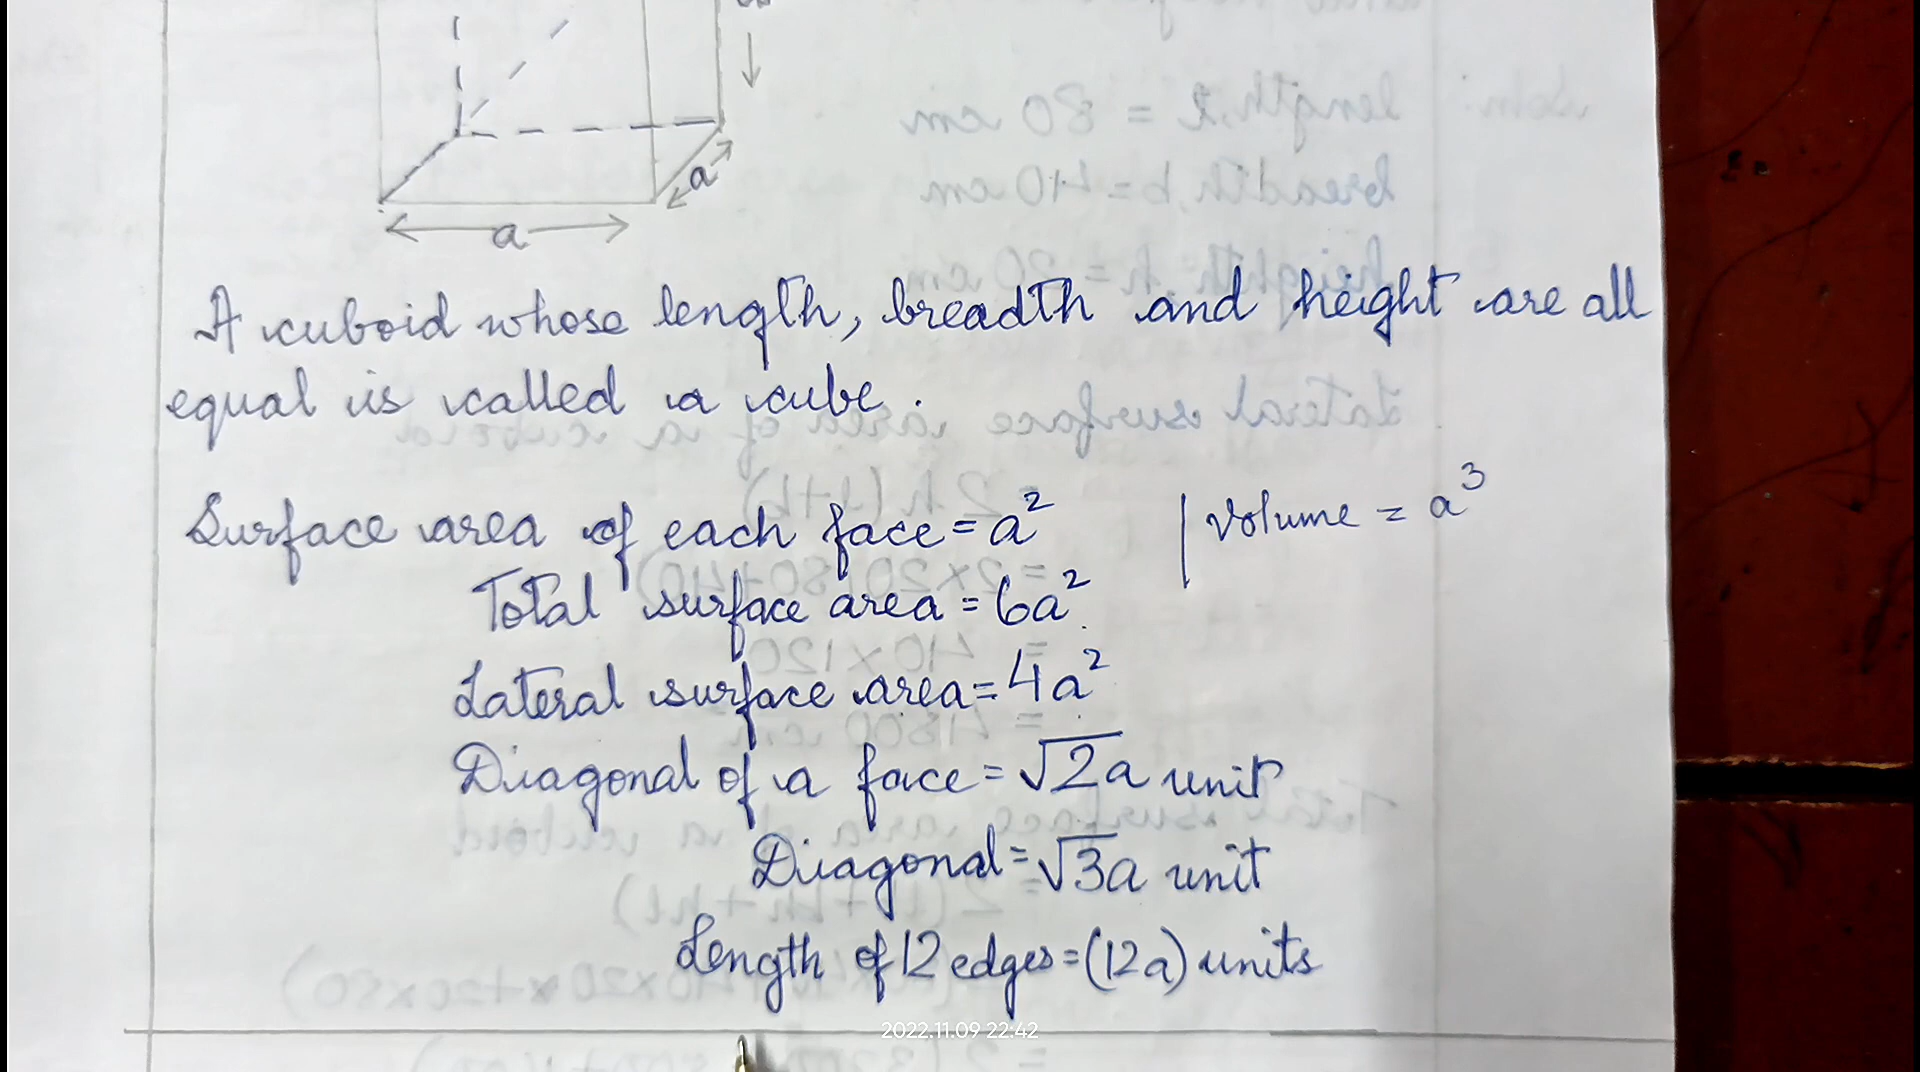 a
a
A cuboid whose length, breadth and height are all
equal is called a cube.
Surface area of each face = a² | Volume = a³
Total surface area = 6a²
Lateral surface area = 4a²
Diagonal of a face = √2a unit
Diagonal = √3a unit
Length of 12 edges = (12a) units
2022.11.09 22:42